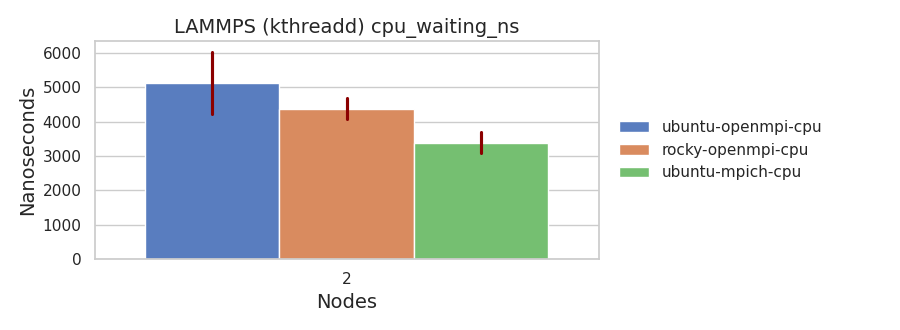 LAMMPS (kthreadd) cpu_waiting_ns
6000
5000
4000
3000
2000
1000
0
Nanoseconds
2
Nodes
ubuntu-openmpi-cpu
rocky-openmpi-cpu
ubuntu-mpich-cpu